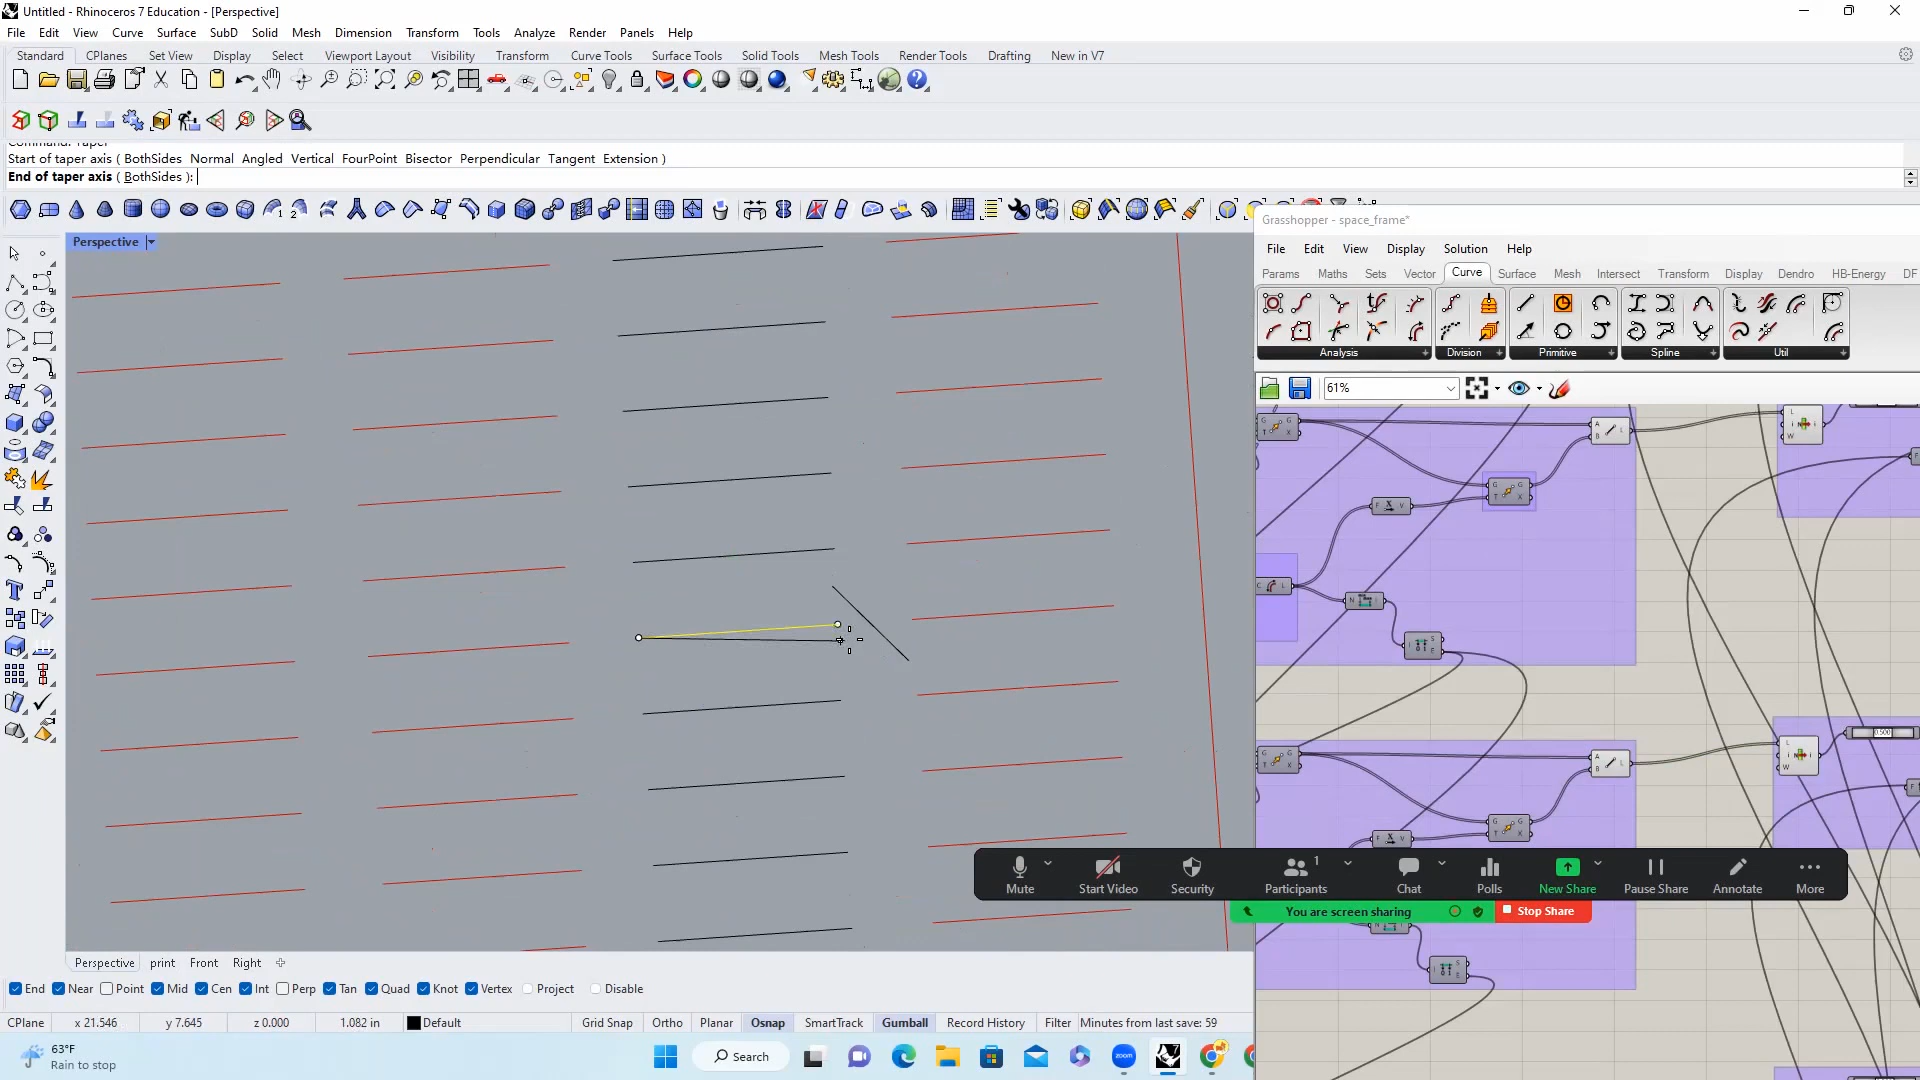 Untitled - Rhinoceros 7 Education - [Perspective]
File Edit View Curve Surface SubD Solid Mesh Dimension Transform Tools Analyze Render Panels Help
Standard CPlanes Set View Display Select Viewport Layout Visibility Transform Curve Tools Surface Tools Solid Tools Mesh Tools Render Tools Drafting New in V7
Command: Taper
Start of taper axis ( BothSides Normal Angled Vertical FourPoint Bisector Perpendicular Tangent Extension )
End of taper axis ( BothSides ):
Perspective
Grasshopper - space_frame*
File Edit View Display Solution Help
Params Maths Sets Vector Curve Surface Mesh Intersect Transform Display Dendro HB-Energy DF
Analysis Division Primitive Spline Util
61%
0.500
Mute Start Video Security Participants 1 Chat Polls New Share Pause Share Annotate More
You are screen sharing Stop Share
Perspective print Front Right
End Near Point Mid Cen Int Perp Tan Quad Knot Vertex Project Disable
CPlane x 21.546 y 7.645 z 0.000 1.082 in Default Grid Snap Ortho Planar Osnap SmartTrack Gumball Record History Filter Minutes from last save: 59
63°F
Rain to stop
Search
zoom